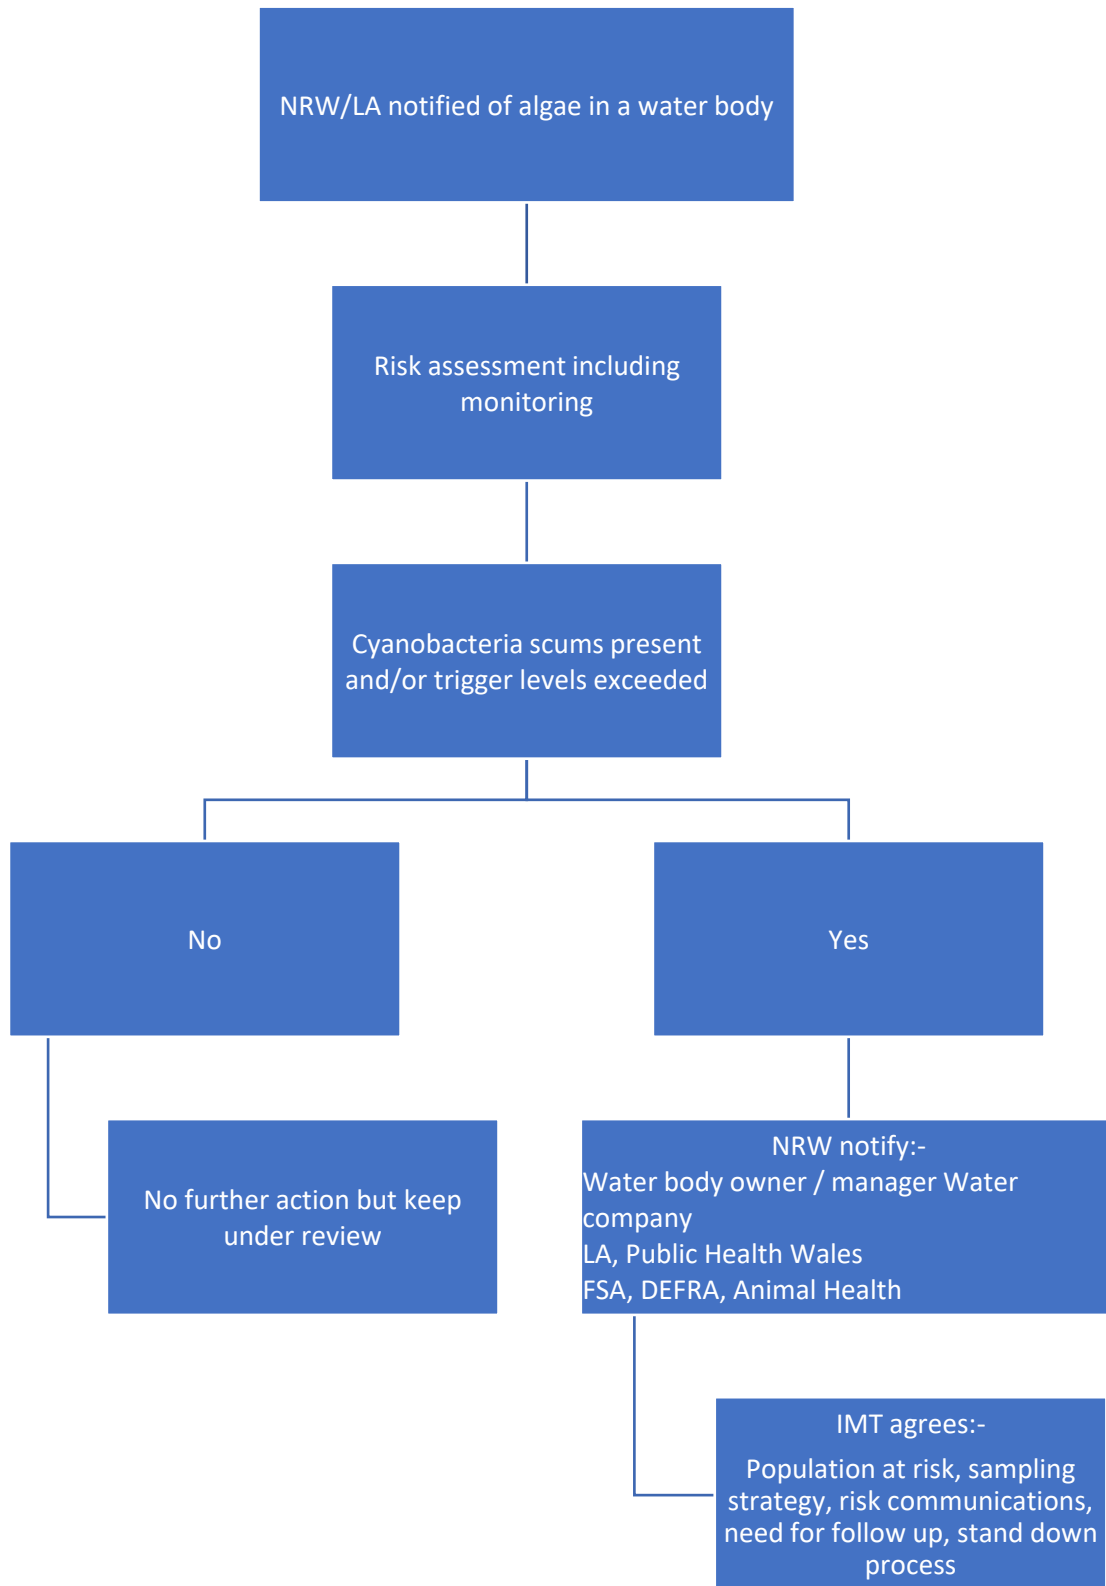 NRW/LA notified of algae in a water body
Risk assessment including
monitoring
Cyanobacteria scums present
and/or trigger levels exceeded
No
Yes
No further action but keep
under review
NRW notify:-
Water body owner / manager Water
company
LA, Public Health Wales
FSA, DEFRA, Animal Health
IMT agrees:-
Population at risk, sampling
strategy, risk communications,
need for follow up, stand down
process